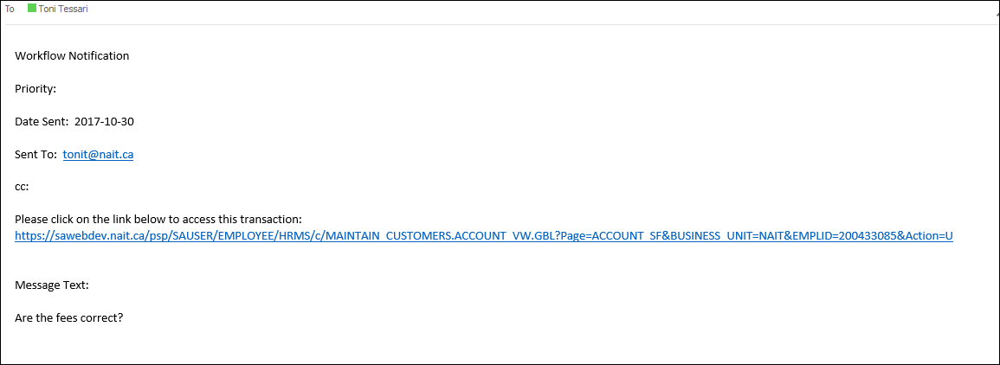 To Toni Tessari
Workflow Notification
Priority:
Date Sent:  2017-10-30
Sent To:  tonit@nait.ca
cc:
Please click on the link below to access this transaction:
https://sawebdev.nait.ca/psp/SAUSER/EMPLOYEE/HRMS/c/MAINTAIN_CUSTOMERS.ACCOUNT_VW.GBL?Page=ACCOUNT_SF&BUSINESS_UNIT=NAIT&EMPLID=200433085&Action=U
Message Text:
Are the fees correct?